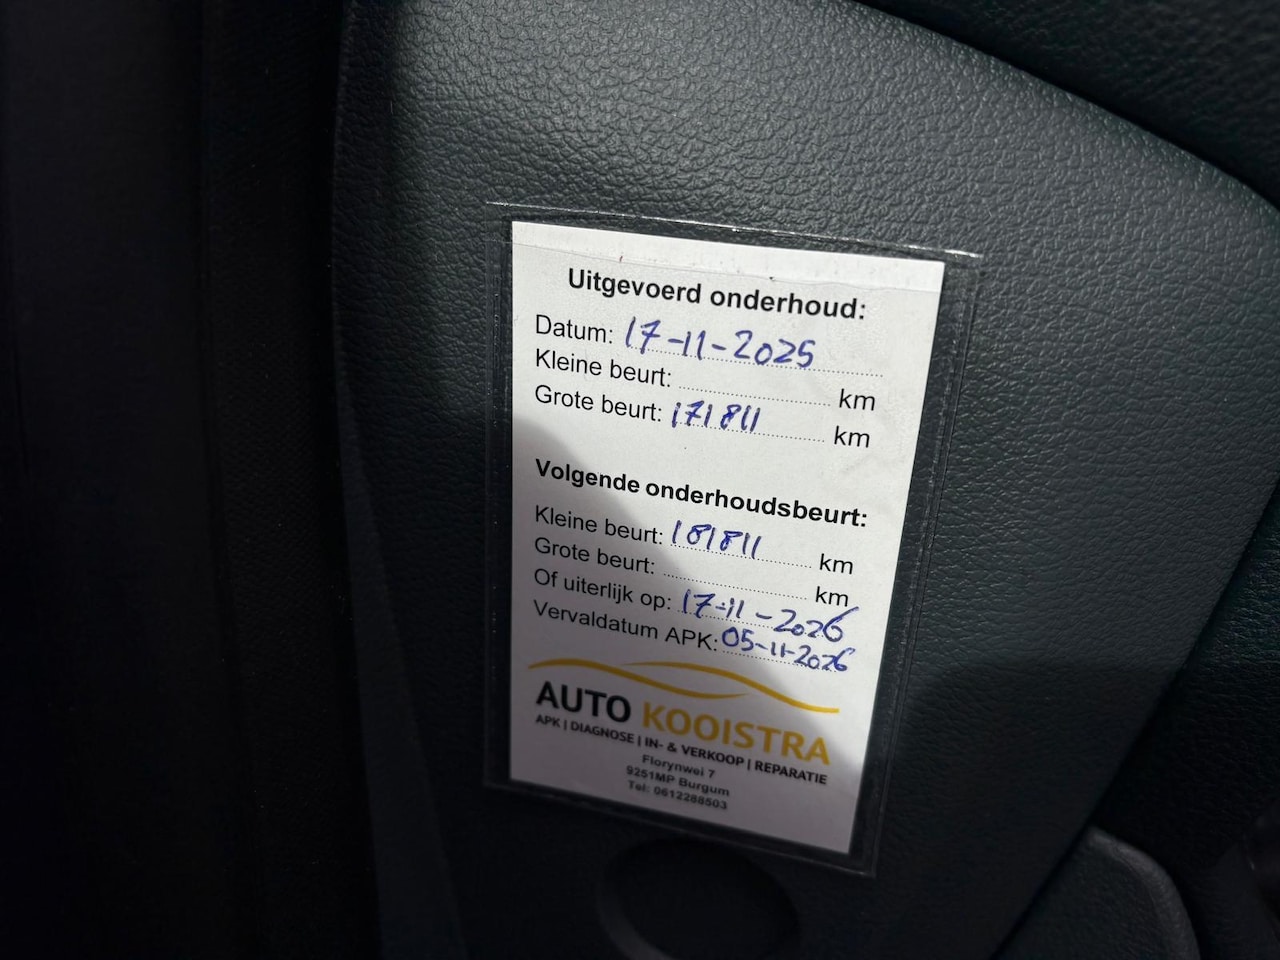 Uitgevoerd onderhoud:
Datum: 17-11-2025
Kleine beurt: km
Grote beurt: 171811 km
Volgende onderhoudsbeurt:
Kleine beurt: 181811 km
Grote beurt: km
Of uiterlijk op: 17-11-2026
Vervaldatum APK: 05-11-2026
AUTO KOOISTRA
APK | DIAGNOSE | IN- & VERKOOP | REPARATIE
Florynwei 7
9251MP Burgum
Tel: 0612288503